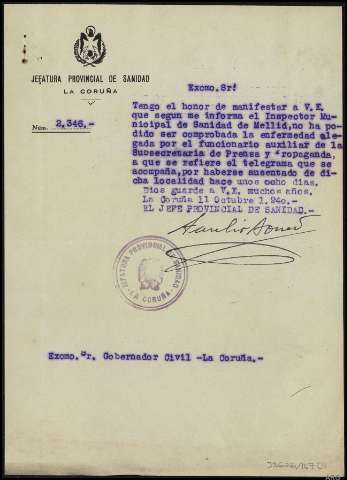 JEFATURA PROVINCIAL DE SANIDAD
LA CORUÑA
Núm. 2,346.-
Excmo. Sr:
Tengo el honor de manifestar a V.E.
que segun me informa el Inspector Mu-
nicipal de Sanidad de Mellid, no ha po-
dido ser comprobada la enfermedad ale-
gada por el funcionario auxiliar de la
Subsecretaria de Prensa y Propaganda,
a que se refiere el telegrama que se
acompaña, por haberse ausentado de di-
cha localidad hace unos ocho dias.
Dios guarde a V.E. muchos años.
La Coruña 11 Octubre 1.940.-
EL JEFE PROVINCIAL DE SANIDAD.-
JEFATURA PROVINCIAL DE SANIDAD
- LA CORUÑA -
Excmo. Sr. Gobernador Civil -La Coruña.-